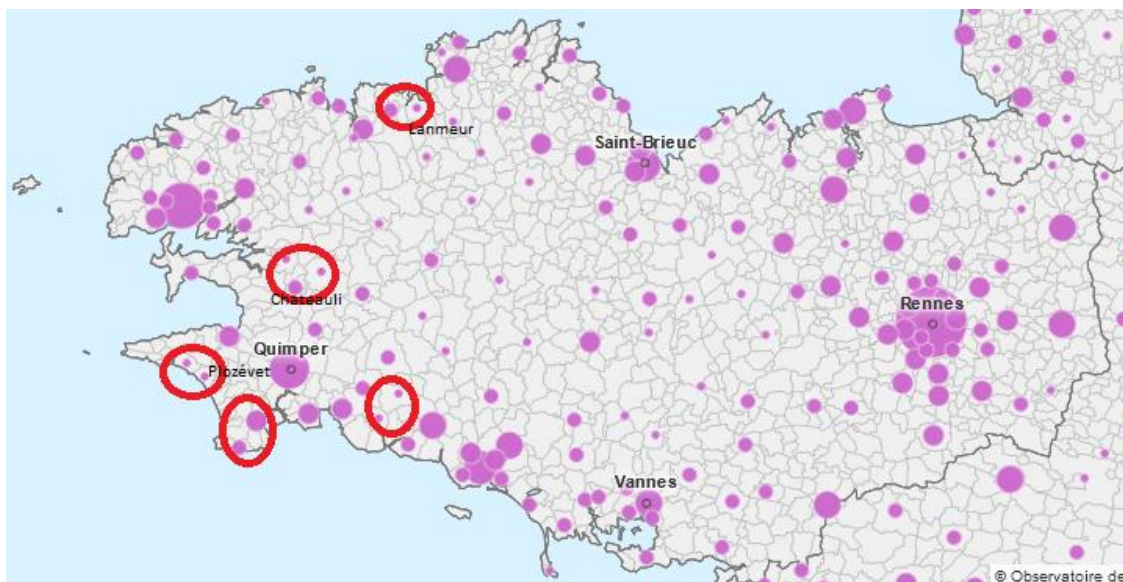 Lanmeur
Saint-Brieuc
Châteauli
Rennes
Quimper
Plozévet
Vannes
© Observatoire de